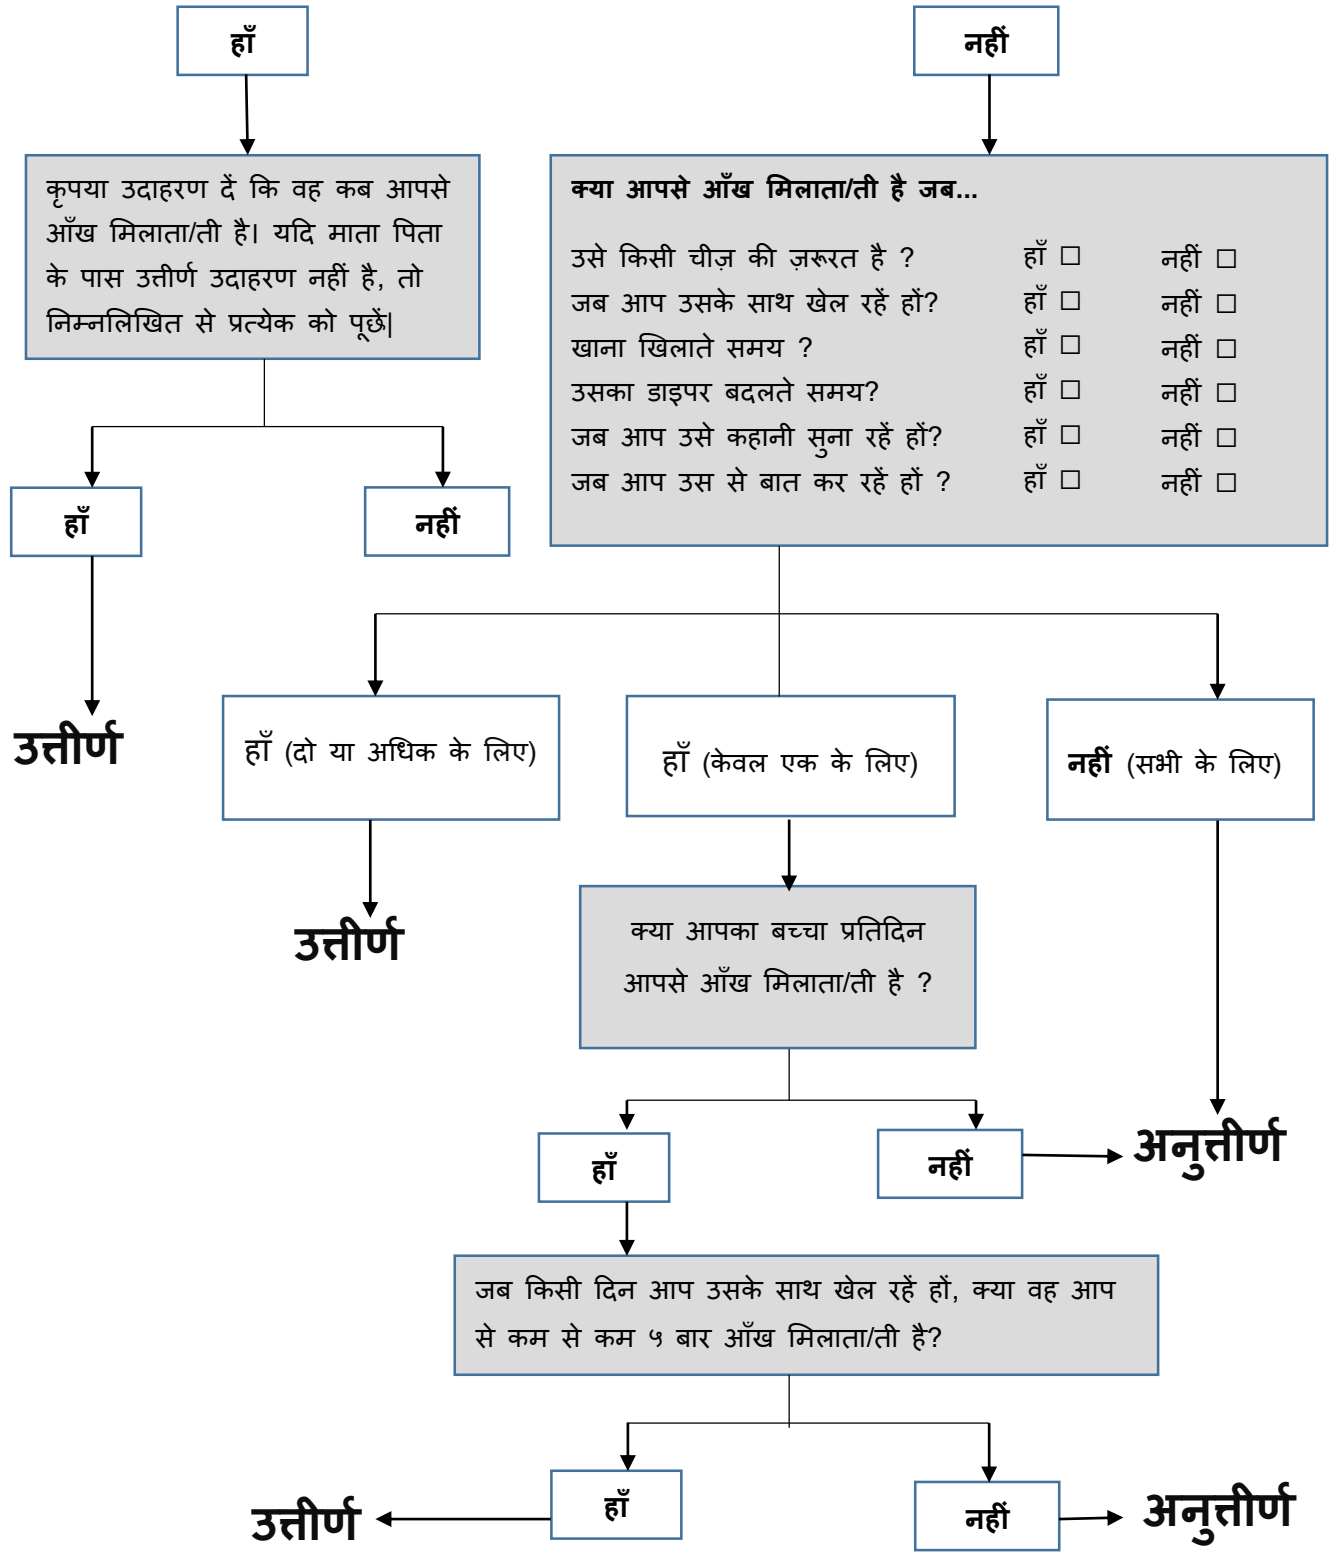 हाँ
नहीं
कृपया उदाहरण दें कि वह कब आपसे
आँख मिलाता/ती है। यदि माता पिता
के पास उत्तीर्ण उदाहरण नहीं है, तो
निम्नलिखित से प्रत्येक को पूछें|
क्या आपसे आँख मिलाता/ती है जब...
उसे किसी चीज़ की ज़रूरत है ? हाँ □ नहीं □
जब आप उसके साथ खेल रहें हों? हाँ □ नहीं □
खाना खिलाते समय ? हाँ □ नहीं □
उसका डाइपर बदलते समय? हाँ □ नहीं □
जब आप उसे कहानी सुना रहें हों? हाँ □ नहीं □
जब आप उस से बात कर रहें हों ? हाँ □ नहीं □
हाँ
नहीं
उत्तीर्ण
हाँ (दो या अधिक के लिए)
हाँ (केवल एक के लिए)
नहीं (सभी के लिए)
उत्तीर्ण
क्या आपका बच्चा प्रतिदिन
आपसे आँख मिलाता/ती है ?
हाँ
नहीं
अनुत्तीर्ण
जब किसी दिन आप उसके साथ खेल रहें हों, क्या वह आप
से कम से कम ५ बार आँख मिलाता/ती है?
उत्तीर्ण
हाँ
नहीं
अनुत्तीर्ण